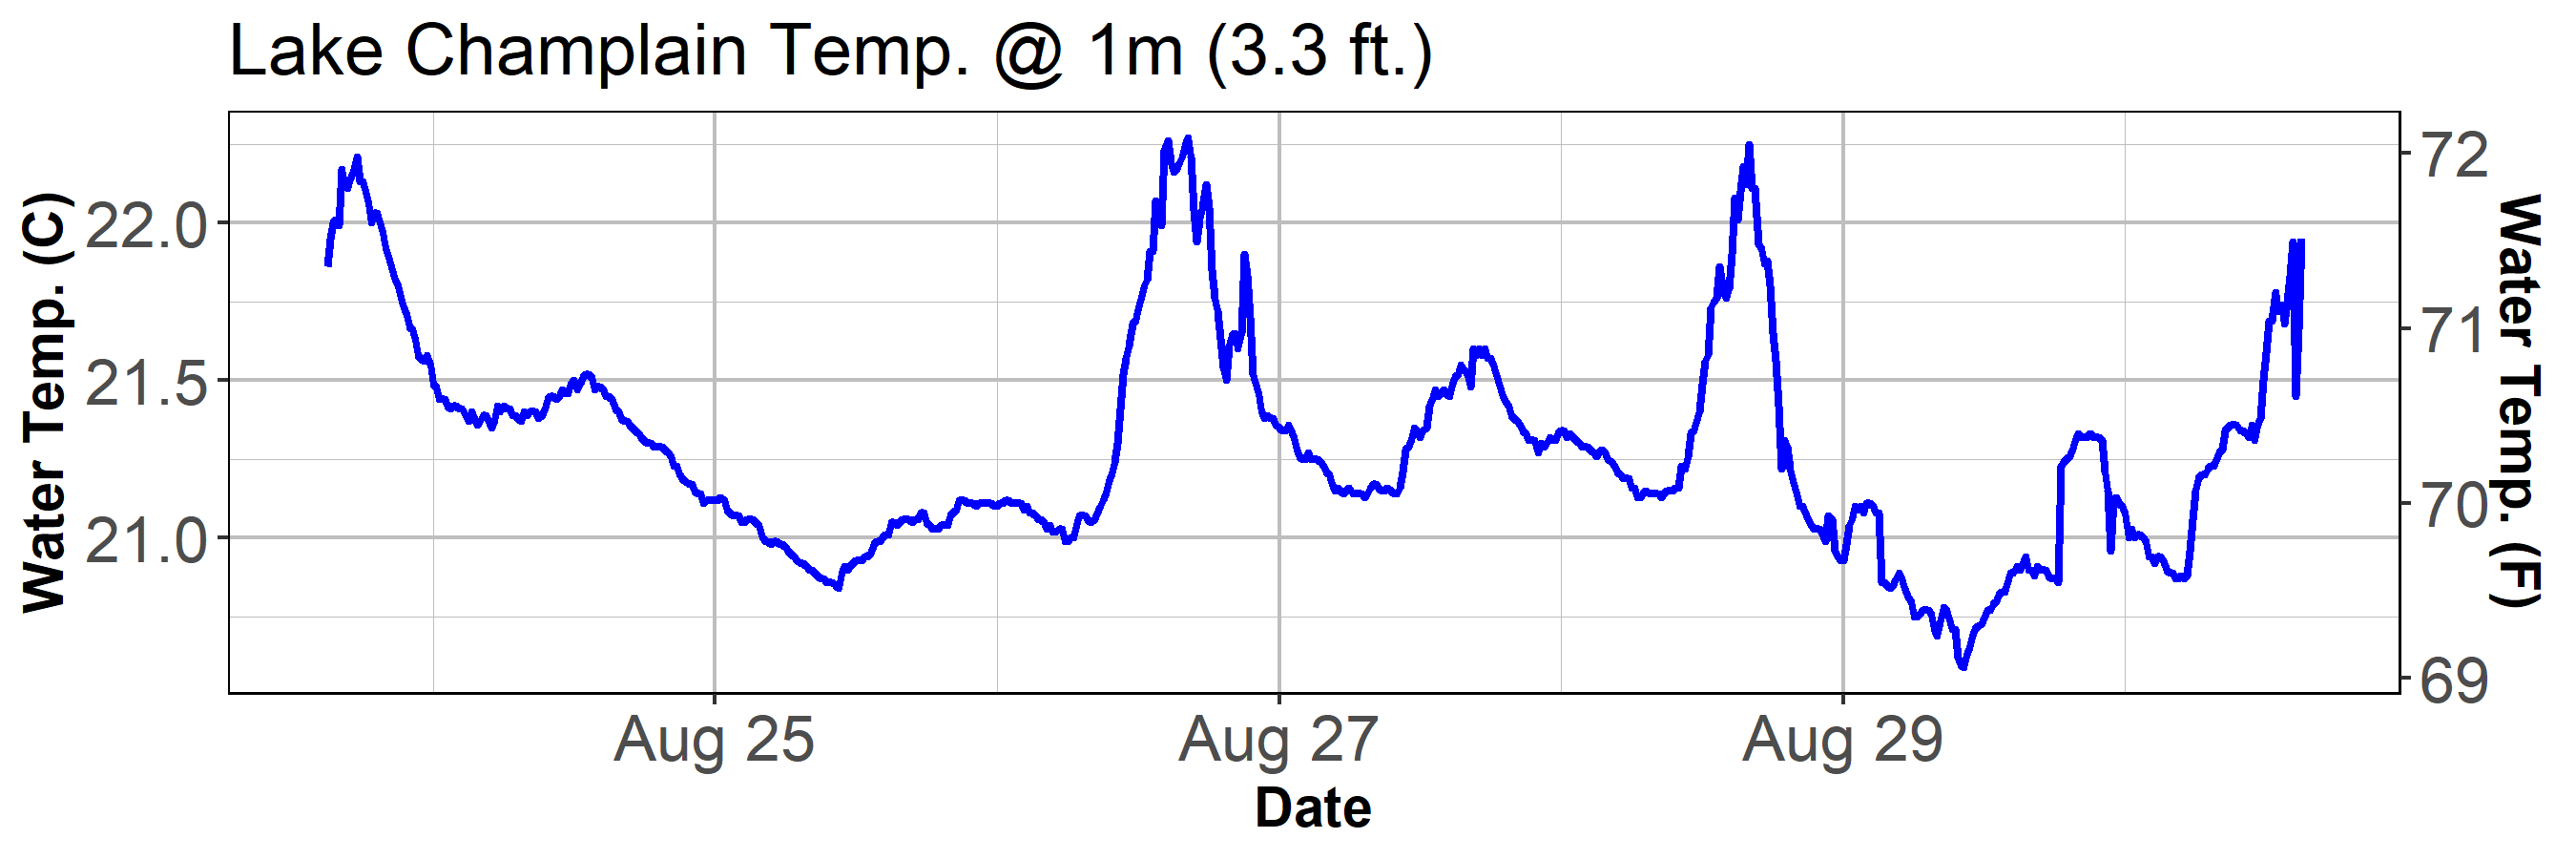 Lake Champlain Temp. @ 1m (3.3 ft.)
Water Temp. (C)
22.0
21.5
21.0
72
71
70
69
Water Temp. (F)
Aug 25
Aug 27
Aug 29
Date